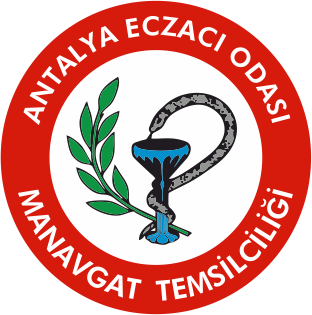 ANTALYA ECZACI ODASI
MANAVGAT TEMSİLCİLİĞİ